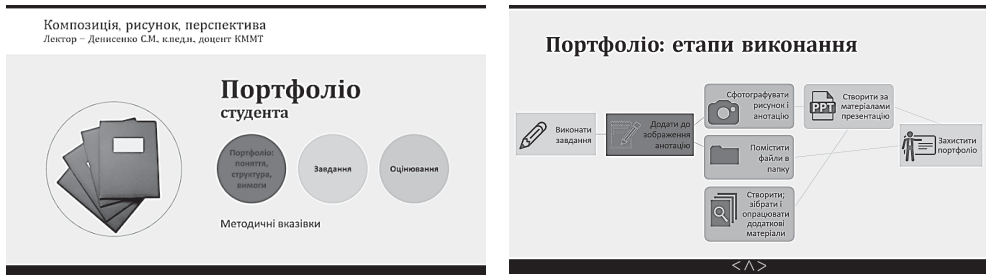 Композиція, рисунок, перспектива
Лектор – Денисенко С.М., к.пед.н., доцент КММТ
Портфоліо
студента
Портфоліо:
поняття,
структура,
вимоги
Завдання
Оцінювання
Методичні вказівки
Портфоліо: етапи виконання
Виконати
завдання
Додати до
зображення
анотацію
Сфотографувати
рисунок і
анотацію
Помістити
файли в
папку
Створити;
зібрати і
опрацювати
додаткові
матеріали
PPT
Створити за
матеріалами
презентацію
Захистити
портфоліо